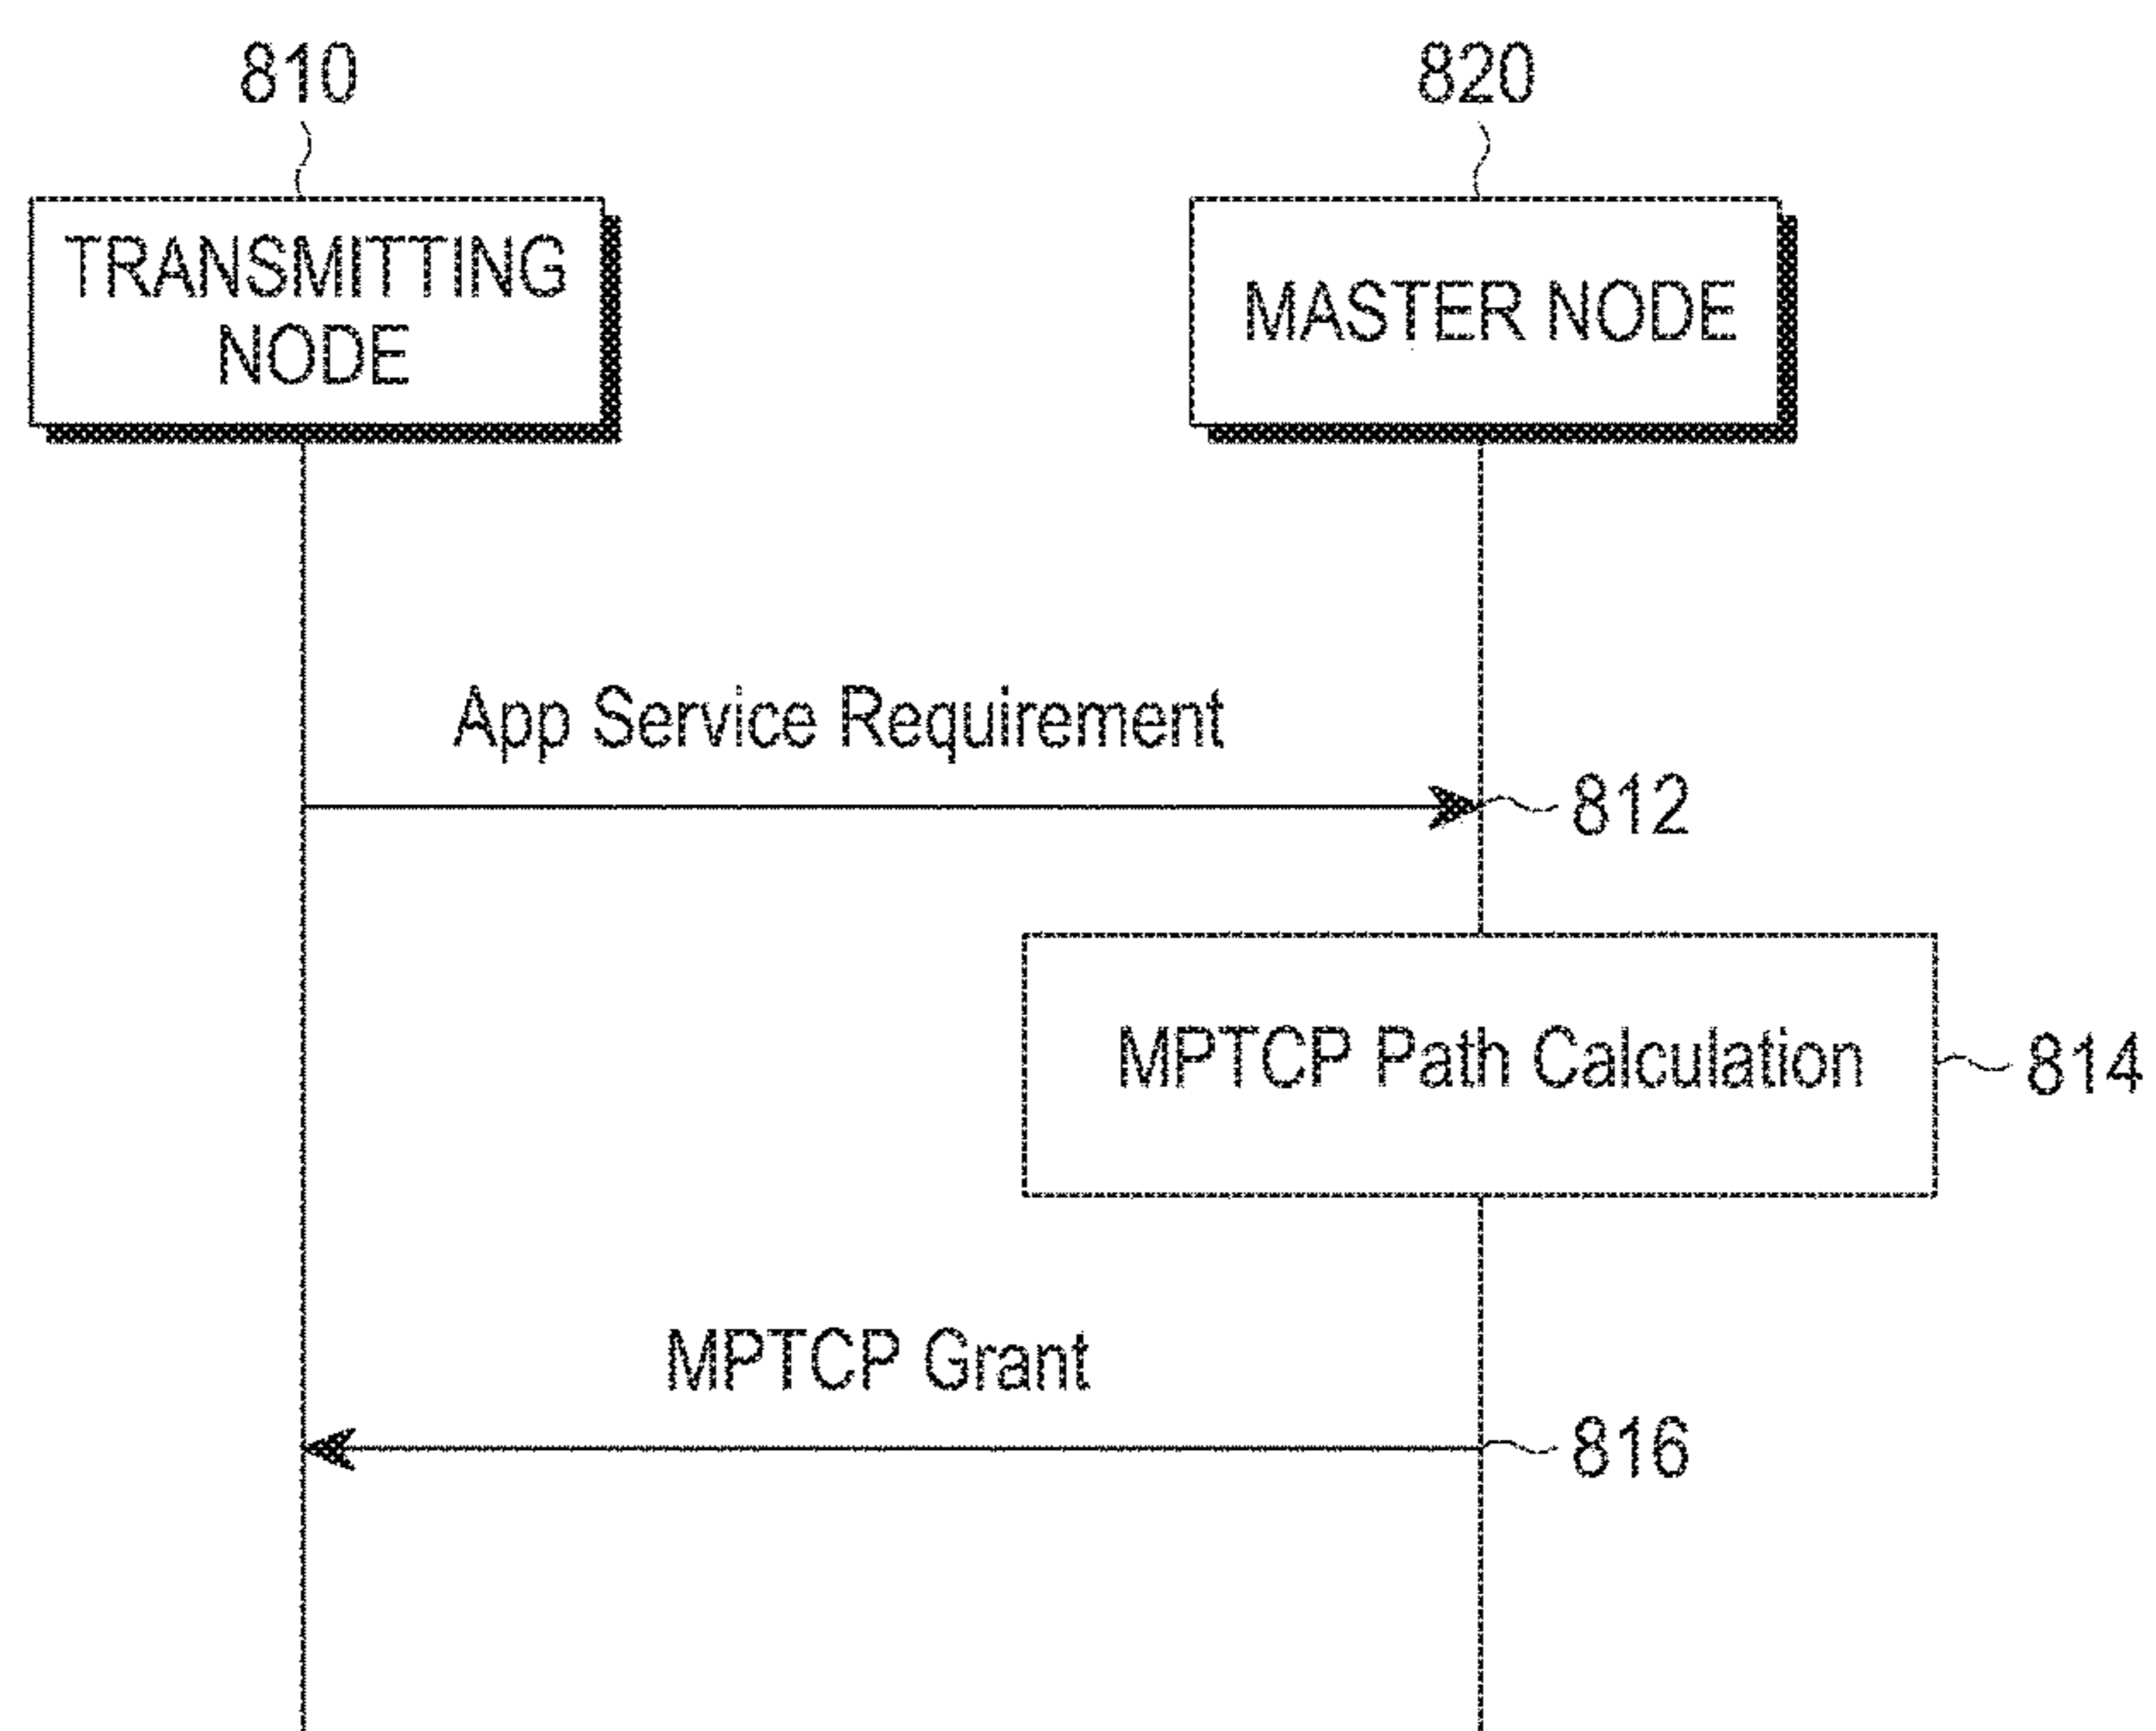 810
820
TRANSMITTING
NODE
MASTER NODE
App Service Requirement
812
MPTCP Path Calculation
814
MPTCP Grant
816